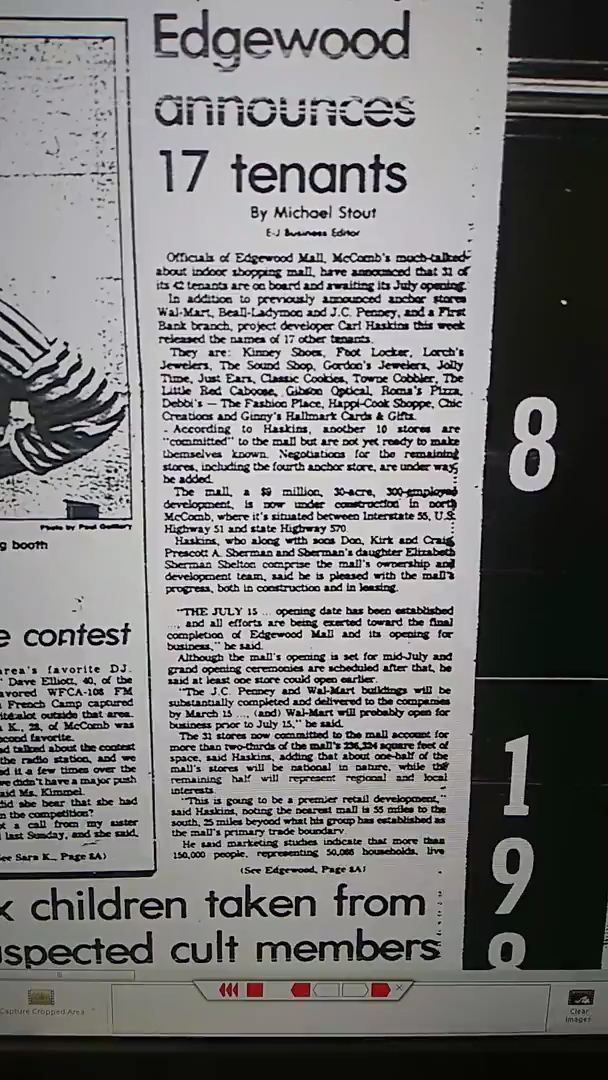 Edgewood
announces
17 tenants
By Michael Stout
E-J Business Editor
Officials of Edgewood Mall, McComb's much-talked-
about indoor shopping mall, have announced that 31 of
its 42 tenants are on board and awaiting its July opening.
In addition to previously announced anchor stores
Wal-Mart, Beall-Ladymon and J.C. Penney, and a First
Bank branch, project developer Carl Haskins this week
released the names of 17 other tenants.
They are: Kinney Shoes, Foot Locker, Lorch's
Jewelers, The Sound Shop, Gordon's Jewelers, Jolly
Time, Just Ears, Classic Cookies, Towne Cobbler, The
Little Red Caboose, Gibson Optical, Roma's Pizza,
Debbi's — The Fashion Place, Happi-Cook Shoppe, Chic
Creations and Ginny's Hallmark Cards & Gifts.
According to Haskins, another 10 stores are
"committed" to the mall but are not yet ready to make
themselves known. Negotiations for the remaining
stores, including the fourth anchor store, are under way,
he added.
The mall, a $9 million, 30-acre, 300-employee
development, is now under construction in north
McComb, where it's situated between Interstate 55, U.S.
Highway 51 and state Highway 570.
Haskins, who along with sons Don, Kirk and Craig,
Prescott A. Sherman and Sherman's daughter Elizabeth
Sherman Shelton comprise the mall's ownership and
development team, said he is pleased with the mall's
progress, both in construction and in leasing.
"THE JULY 15 ... opening date has been established
..., and all efforts are being exerted toward the final
completion of Edgewood Mall and its opening for
business," he said.
Although the mall's opening is set for mid-July and
grand opening ceremonies are scheduled after that, he
said at least one store could open earlier.
"The J.C. Penney and Wal-Mart buildings will be
substantially completed and delivered to the companies
by March 15 ..., (and) Wal-Mart will probably open for
business prior to July 15," he said.
The 31 stores now committed to the mall account for
more than two-thirds of the mall's 236,324 square feet of
space, said Haskins, adding that about one-half of the
mall's stores will be national in nature, while the
remaining half will represent regional and local
interests.
"This is going to be a premier retail development,"
said Haskins, noting the nearest mall is 55 miles to the
south, 25 miles beyond what his group has established as
the mall's primary trade boundary.
He said marketing studies indicate that more than
150,000 people, representing households, live
(See Edgewood, Page 8A)
Photo by Paul
g booth
e contest
area's favorite DJ.
Dave Elliott, 40, of the
avored WFCA-108 FM
French Camp captured
outside that area.
K., 28, of McComb was
second favorite.
ad talked about the contest
the radio station, and we
ed it a few times over the
we didn't have a major push
said Ms. Kimmel.
did she hear that she had
n the competition?
t a call from my sister
last Sunday, and she said,
See Sara K., Page 8A)
x children taken from
uspected cult members
8
1
9
8
Capture Cropped Area
Clear
Images